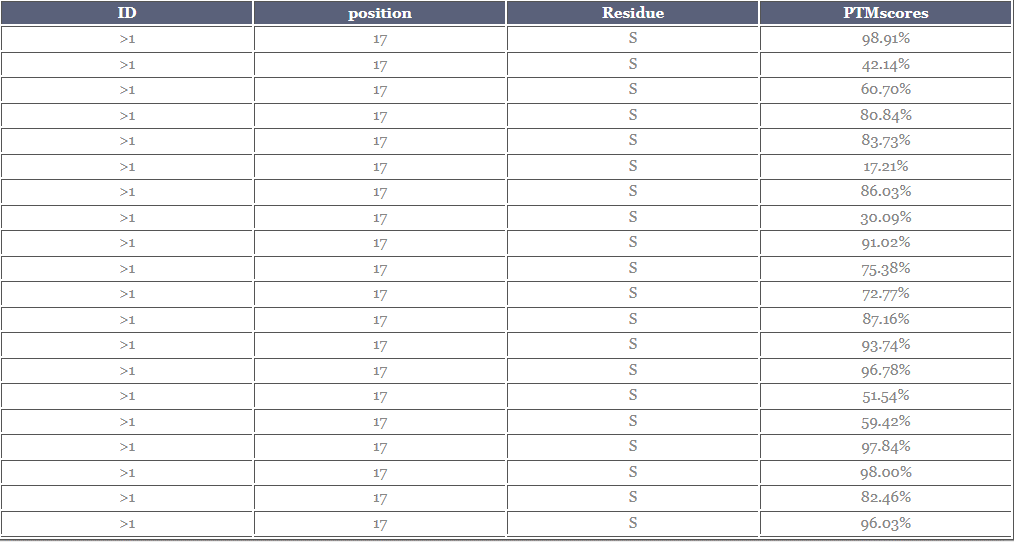 ID position Residue PTMscores
>1 17 S 98.91%
>1 17 S 42.14%
>1 17 S 60.70%
>1 17 S 80.84%
>1 17 S 83.73%
>1 17 S 17.21%
>1 17 S 86.03%
>1 17 S 30.09%
>1 17 S 91.02%
>1 17 S 75.38%
>1 17 S 72.77%
>1 17 S 87.16%
>1 17 S 93.74%
>1 17 S 96.78%
>1 17 S 51.54%
>1 17 S 59.42%
>1 17 S 97.84%
>1 17 S 98.00%
>1 17 S 82.46%
>1 17 S 96.03%